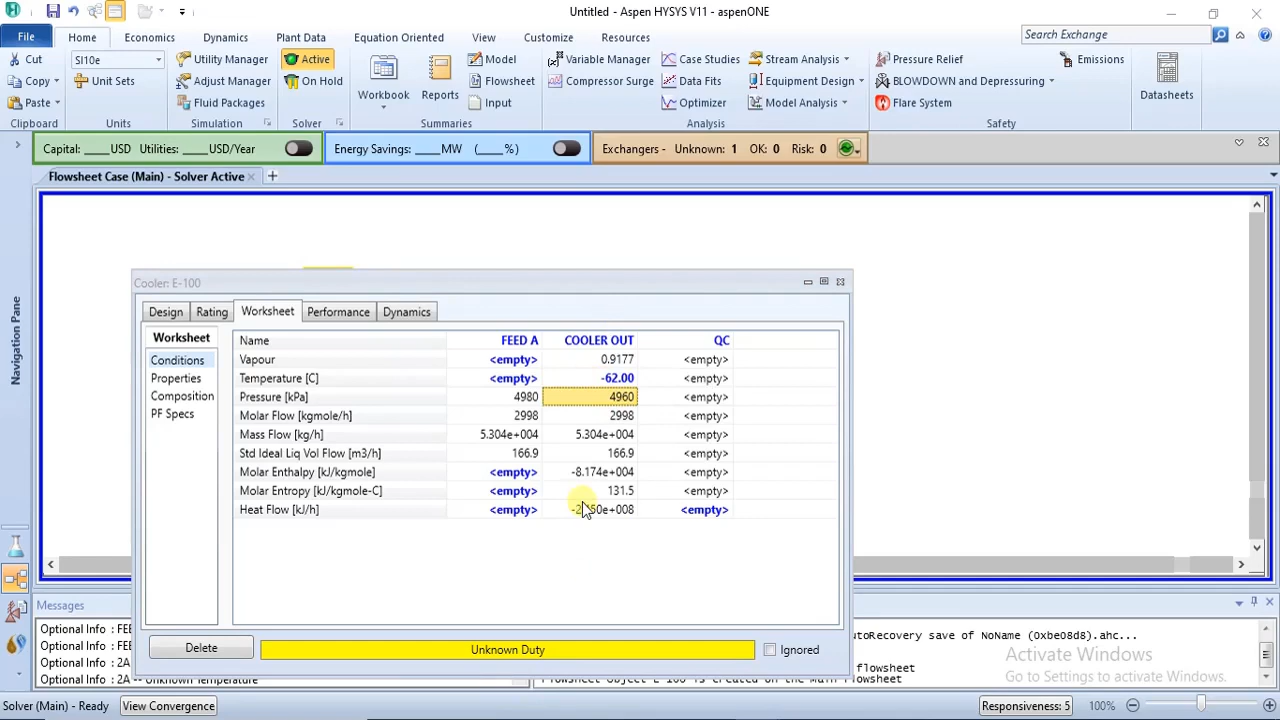 Untitled - Aspen HYSYS V11 - aspenONE
File Home Economics Dynamics Plant Data Equation Oriented View Customize Resources Search Exchange
Cut SI10e Utility Manager Active Model Variable Manager Case Studies Stream Analysis Pressure Relief Emissions
Copy Unit Sets Adjust Manager On Hold Workbook Reports Flowsheet Compressor Surge Data Fits Equipment Design BLOWDOWN and Depressuring Datasheets
Paste Fluid Packages Input Optimizer Model Analysis Flare System
Clipboard Units Simulation Solver Summaries Analysis Safety
Capital: ____USD Utilities: ____USD/Year Energy Savings: ____MW (____%) Exchangers - Unknown: 1 OK: 0 Risk: 0
Flowsheet Case (Main) - Solver Active
Navigation Pane
Cooler: E-100
Design Rating Worksheet Performance Dynamics
Worksheet
Conditions
Properties
Composition
PF Specs
Name FEED A COOLER OUT QC
Vapour <empty> 0.9177 <empty>
Temperature [C] <empty> -62.00 <empty>
Pressure [kPa] 4980 4960 <empty>
Molar Flow [kgmole/h] 2998 2998 <empty>
Mass Flow [kg/h] 5.304e+004 5.304e+004 <empty>
Std Ideal Liq Vol Flow [m3/h] 166.9 166.9 <empty>
Molar Enthalpy [kJ/kgmole] <empty> -8.174e+004 <empty>
Molar Entropy [kJ/kgmole-C] <empty> 131.5 <empty>
Heat Flow [kJ/h] <empty> <empty>
Delete Unknown Duty Ignored
Messages
Optional Info : FEE
Optional Info : FEE
Optional Info : 2A -- Unknown Temperature
utoRecovery save of NoName (0xbe08d8).ahc...
flowsheet
Flowsheet Object E-100 is created on the main flowsheet
Activate Windows
Go to Settings to activate Windows.
Solver (Main) - Ready View Convergence Responsiveness: 5 100%